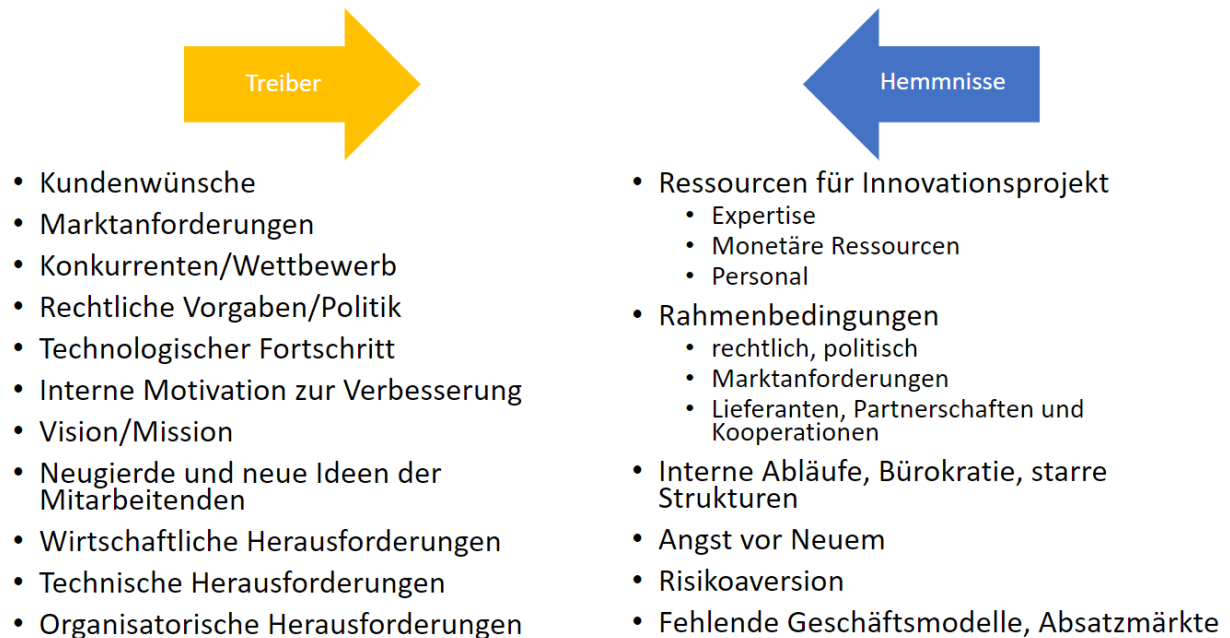 Treiber
• Kundenwünsche
• Marktanforderungen
• Konkurrenten/Wettbewerb
• Rechtliche Vorgaben/Politik
• Technologischer Fortschritt
• Interne Motivation zur Verbesserung
• Vision/Mission
• Neugierde und neue Ideen der
Mitarbeitenden
• Wirtschaftliche Herausforderungen
• Technische Herausforderungen
• Organisatorische Herausforderungen
Hemmnisse
• Ressourcen für Innovationsprojekt
• Expertise
• Monetäre Ressourcen
• Personal
• Rahmenbedingungen
• rechtlich, politisch
• Marktanforderungen
• Lieferanten, Partnerschaften und
Kooperationen
• Interne Abläufe, Bürokratie, starre
Strukturen
• Angst vor Neuem
• Risikoaversion
• Fehlende Geschäftsmodelle, Absatzmärkte